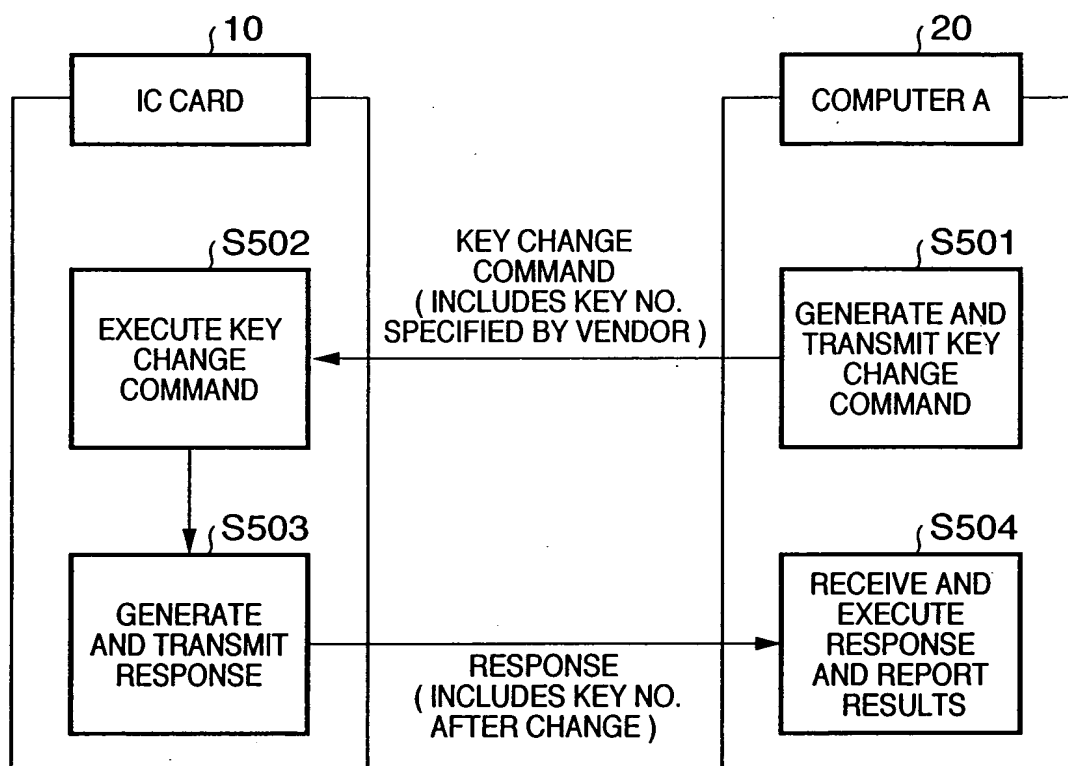 10
20
IC CARD
COMPUTER A
S502
KEY CHANGE
COMMAND
( INCLUDES KEY NO.
SPECIFIED BY VENDOR )
S501
EXECUTE KEY
CHANGE
COMMAND
GENERATE AND
TRANSMIT KEY
CHANGE
COMMAND
S503
S504
GENERATE
AND TRANSMIT
RESPONSE
RESPONSE
( INCLUDES KEY NO.
AFTER CHANGE )
RECEIVE AND
EXECUTE
RESPONSE
AND REPORT
RESULTS